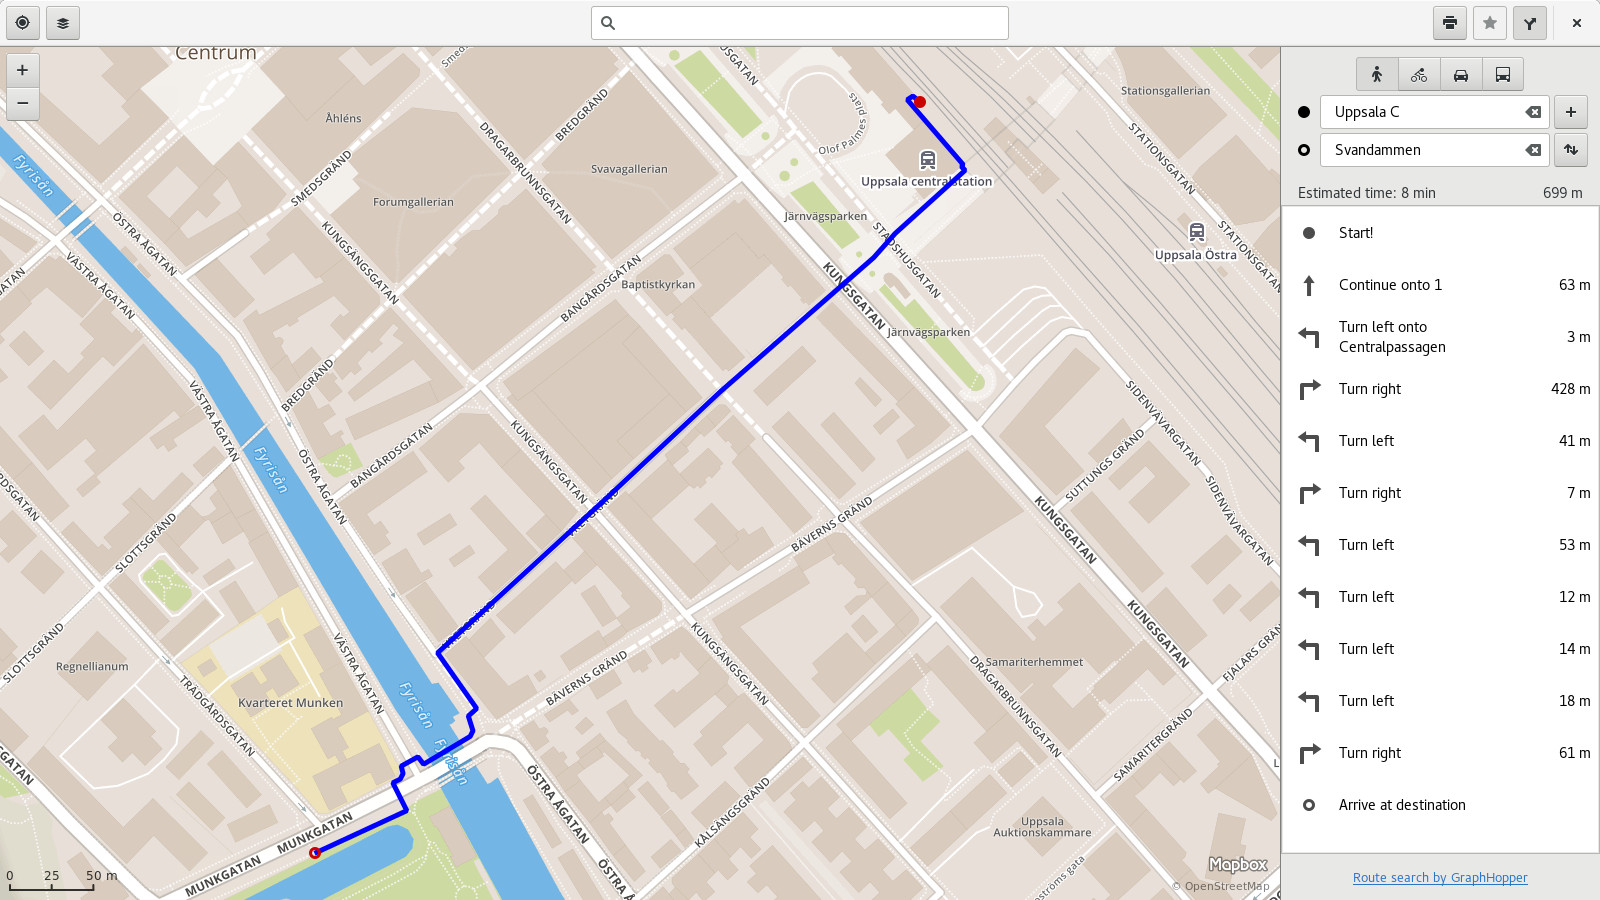 Centrum
+
−
Uppsala C
+
Svandammen
Estimated time: 8 min 699 m
Start!
Continue onto 1 63 m
Turn left onto
Centralpassagen 3 m
Turn right 428 m
Turn left 41 m
Turn right 7 m
Turn left 53 m
Turn left 12 m
Turn left 14 m
Turn left 18 m
Turn right 61 m
Arrive at destination
Route search by GraphHopper
Åhléns
Svavagallerian
Forumgallerian
Baptistkyrkan
Olof Palmes plats
Uppsala centralstation
Järnvägsparken
Järnvägsparken
Stationsgallerian
Uppsala Östra
STATIONSGATAN
STATIONSGATAN
STADSHUSGATAN
KUNGSGATAN
KUNGSGATAN
KUNGSGATAN
DRAGARBRUNNSGATAN
DRAGARBRUNNSGATAN
BREDGRÄND
BREDGRÄND
SMEDSGRÄND
KUNGSÄNGSGATAN
KUNGSÄNGSGATAN
KUNGSÄNGSGATAN
BANGÅRDSGATAN
BANGÅRDSGATAN
ÖSTRA ÅGATAN
ÖSTRA ÅGATAN
ÖSTRA ÅGATAN
VÄSTRA ÅGATAN
VÄSTRA ÅGATAN
VÄSTRA ÅGATAN
Fyrisån
Fyrisån
Fyrisån
Fyrisån
SLOTTSGRÄND
SLOTTSGRÄND
BÄVERNS GRÄND
BÄVERNS GRÄND
SUTTUNGS GRÄND
SIDENVÄVARGATAN
SIDENVÄVARGATAN
Samariterhemmet
SAMARITERGRÄND
KÅLSÄNGSGRÄND
Uppsala
Auktionskammare
Regnellianum
Kvarteret Munken
TRÄDGÅRDSGATAN
MUNKGATAN
MUNKGATAN
0 25 50 m
Mapbox
© OpenStreetMap